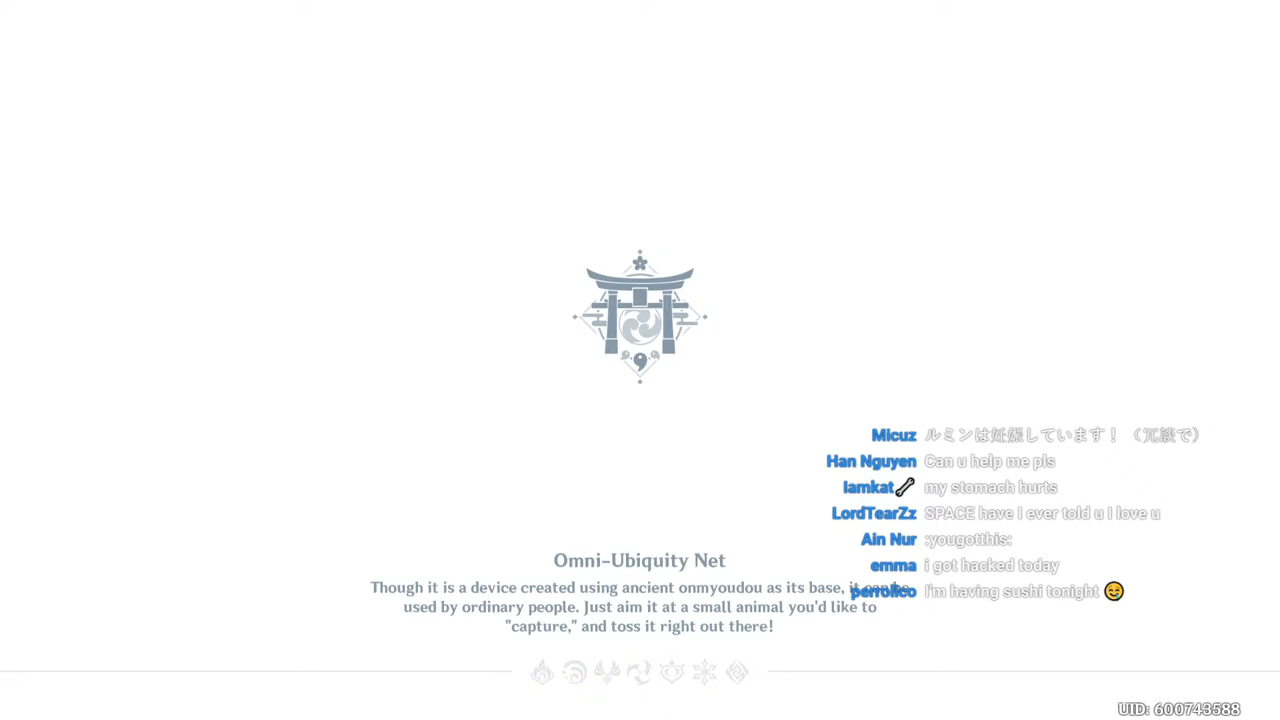 Micuz ルミンは妊娠しています！ （冗談で）
Han Nguyen Can u help me pls
Iamkat my stomach hurts
LordTearZz SPACE have I ever told u I love u
Ain Nur :yougotthis:
emma i got hacked today
perrolico I'm having sushi tonight 😊
Omni-Ubiquity Net
Though it is a device created using ancient onmyoudou as its base, it can be
used by ordinary people. Just aim it at a small animal you'd like to
"capture," and toss it right out there!
UID: 600743588